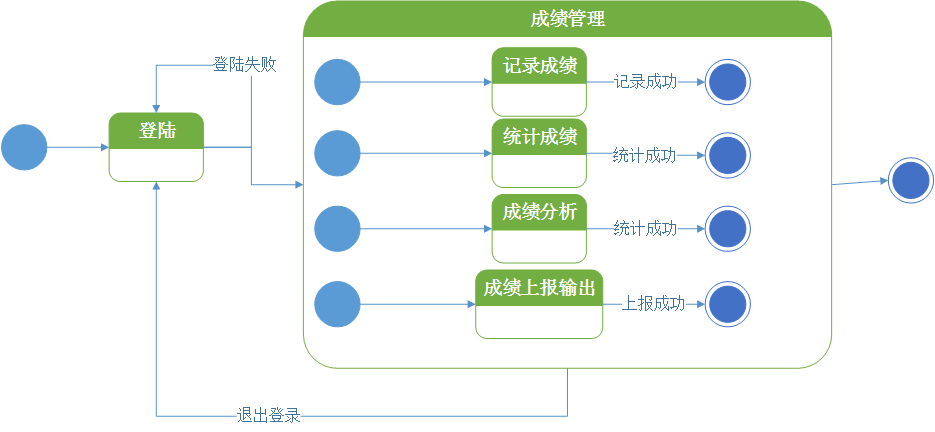 成绩管理
登陆失败
记录成绩
记录成功
登陆
统计成绩
统计成功
成绩分析
统计成功
成绩上报输出
上报成功
退出登录